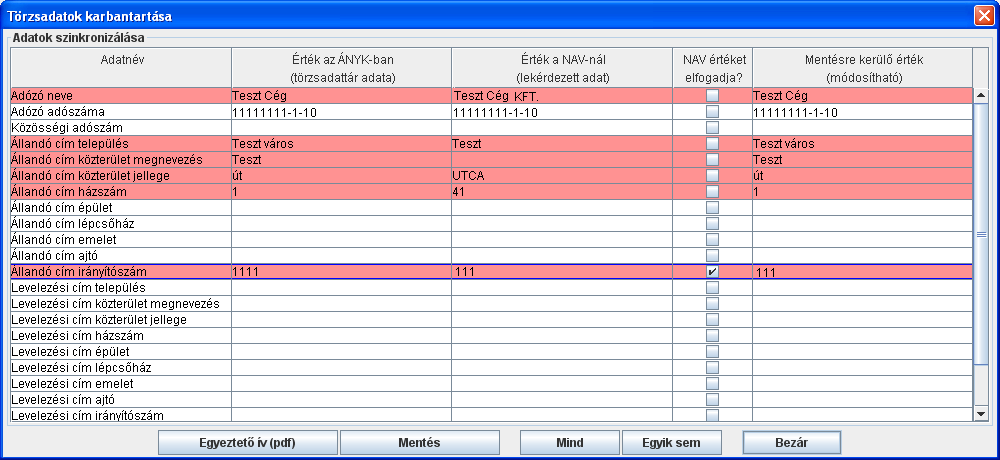 Törzsadatok karbantartása
Adatok szinkronizálása
Adatnév Érték az ÁNYK-ban Érték a NAV-nál NAV értéket Mentésre kerülő érték
(törzsadattár adata) (lekérdezett adat) elfogadja? (módosítható)
Adózó neve Teszt Cég Teszt Cég KFT. Teszt Cég
Adózó adószáma 11111111-1-10 11111111-1-10 11111111-1-10
Közösségi adószám
Állandó cím település Teszt város Teszt Teszt város
Állandó cím közterület megnevezés Teszt Teszt
Állandó cím közterület jellege út UTCA út
Állandó cím házszám 1 41 1
Állandó cím épület
Állandó cím lépcsőház
Állandó cím emelet
Állandó cím ajtó
Állandó cím irányítószám 1111 111 111
Levelezési cím település
Levelezési cím közterület megnevezés
Levelezési cím közterület jellege
Levelezési cím házszám
Levelezési cím épület
Levelezési cím lépcsőház
Levelezési cím emelet
Levelezési cím ajtó
Levelezési cím irányítószám
Egyeztető ív (pdf) Mentés Mind Egyik sem Bezár